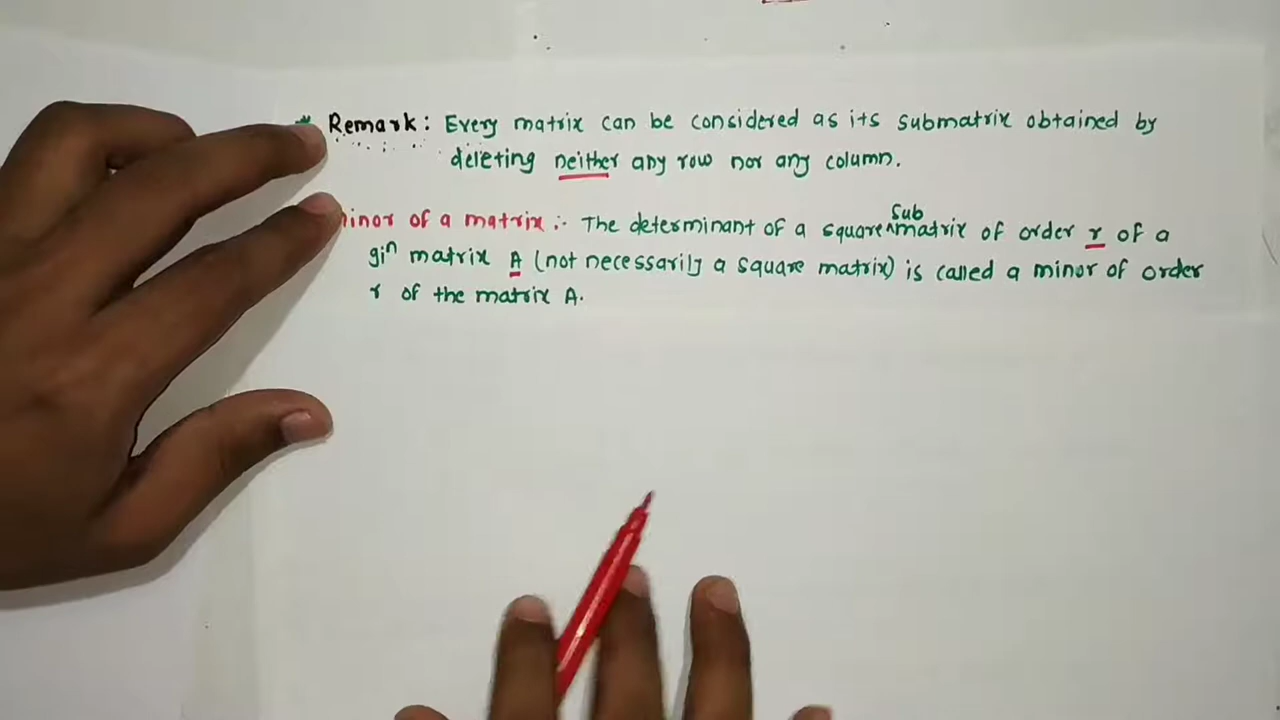 * Remark: Every matrix can be considered as its submatrix obtained by
deleting neither any row nor any column.
inor of a matrix :- The determinant of a square ^Sub matrix of order r of a
giⁿ matrix A (not necessarily a square matrix) is called a minor of order
r of the matrix A.